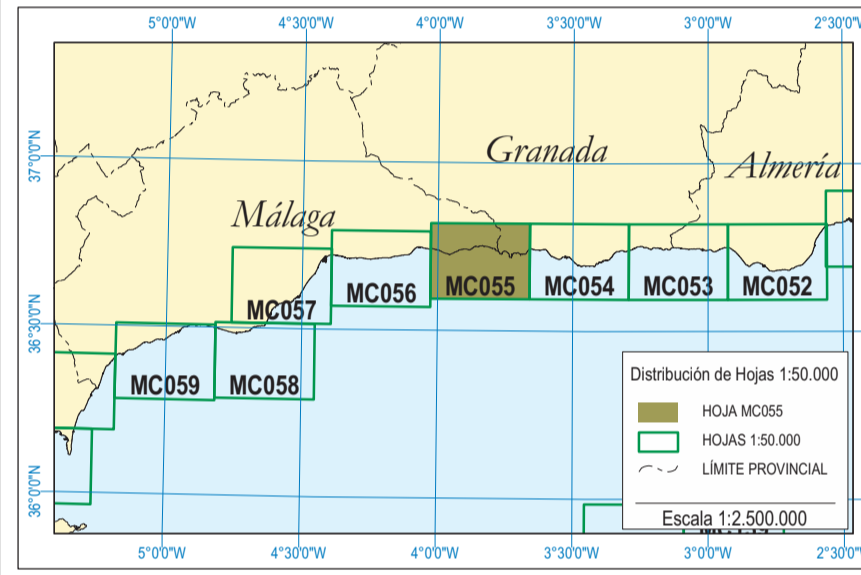 5°0'0"W 4°30'0"W 4°0'0"W 3°30'0"W 3°0'0"W 2°30'0"W
37°0'0"N
Granada
Almería
Málaga
MC057 MC056 MC055 MC054 MC053 MC052
36°30'0"N
MC059 MC058
Distribución de Hojas 1:50.000
HOJA MC055
HOJAS 1:50.000
LÍMITE PROVINCIAL
Escala 1:2.500.000
36°0'0"N
5°0'0"W 4°30'0"W 4°0'0"W 3°30'0"W 3°0'0"W 2°30'0"W